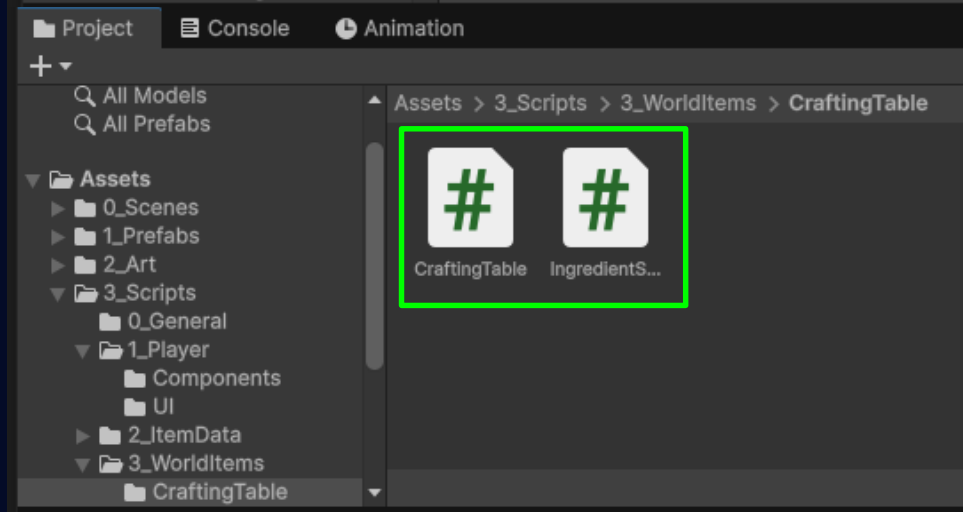 Project Console Animation
All Models
All Prefabs
Assets
0_Scenes
1_Prefabs
2_Art
3_Scripts
0_General
1_Player
Components
UI
2_ItemData
3_WorldItems
CraftingTable
Assets > 3_Scripts > 3_WorldItems > CraftingTable
# #
CraftingTable IngredientS...